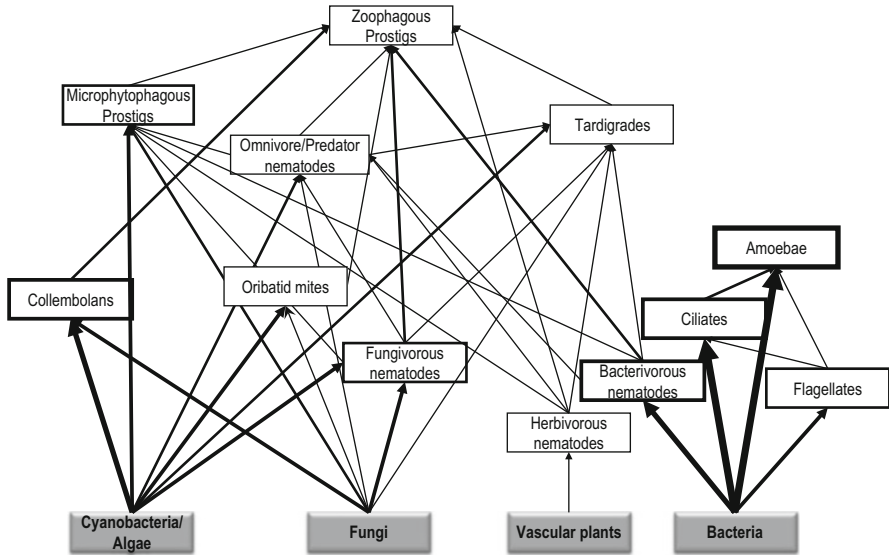 Zoophagous
Prostigs
Microphytophagous
Prostigs
Omnivore/Predator
nematodes
Tardigrades
Amoebae
Collembolans
Oribatid mites
Ciliates
Fungivorous
nematodes
Bacterivorous
nematodes
Flagellates
Herbivorous
nematodes
Cyanobacteria/
Algae
Fungi
Vascular plants
Bacteria